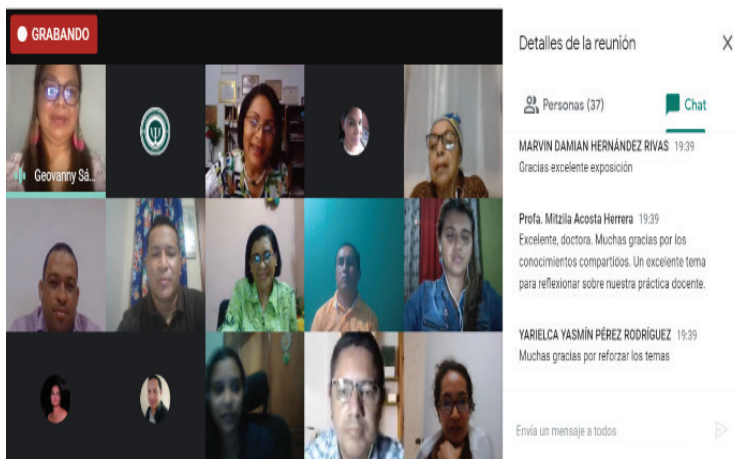 GRABANDO
Geovanny Sá...
Detalles de la reunión
X
Personas (37)
Chat
MARVIN DAMIAN HERNÁNDEZ RIVAS 19:39
Gracias excelente exposición
Profa. Mitzila Acosta Herrera 19:39
Excelente, doctora. Muchas gracias por los
conocimientos compartidos. Un excelente tema
para reflexionar sobre nuestra práctica docente.
YARIELCA YASMÍN PÉREZ RODRÍGUEZ 19:39
Muchas gracias por reforzar los temas
Envía un mensaje a todos